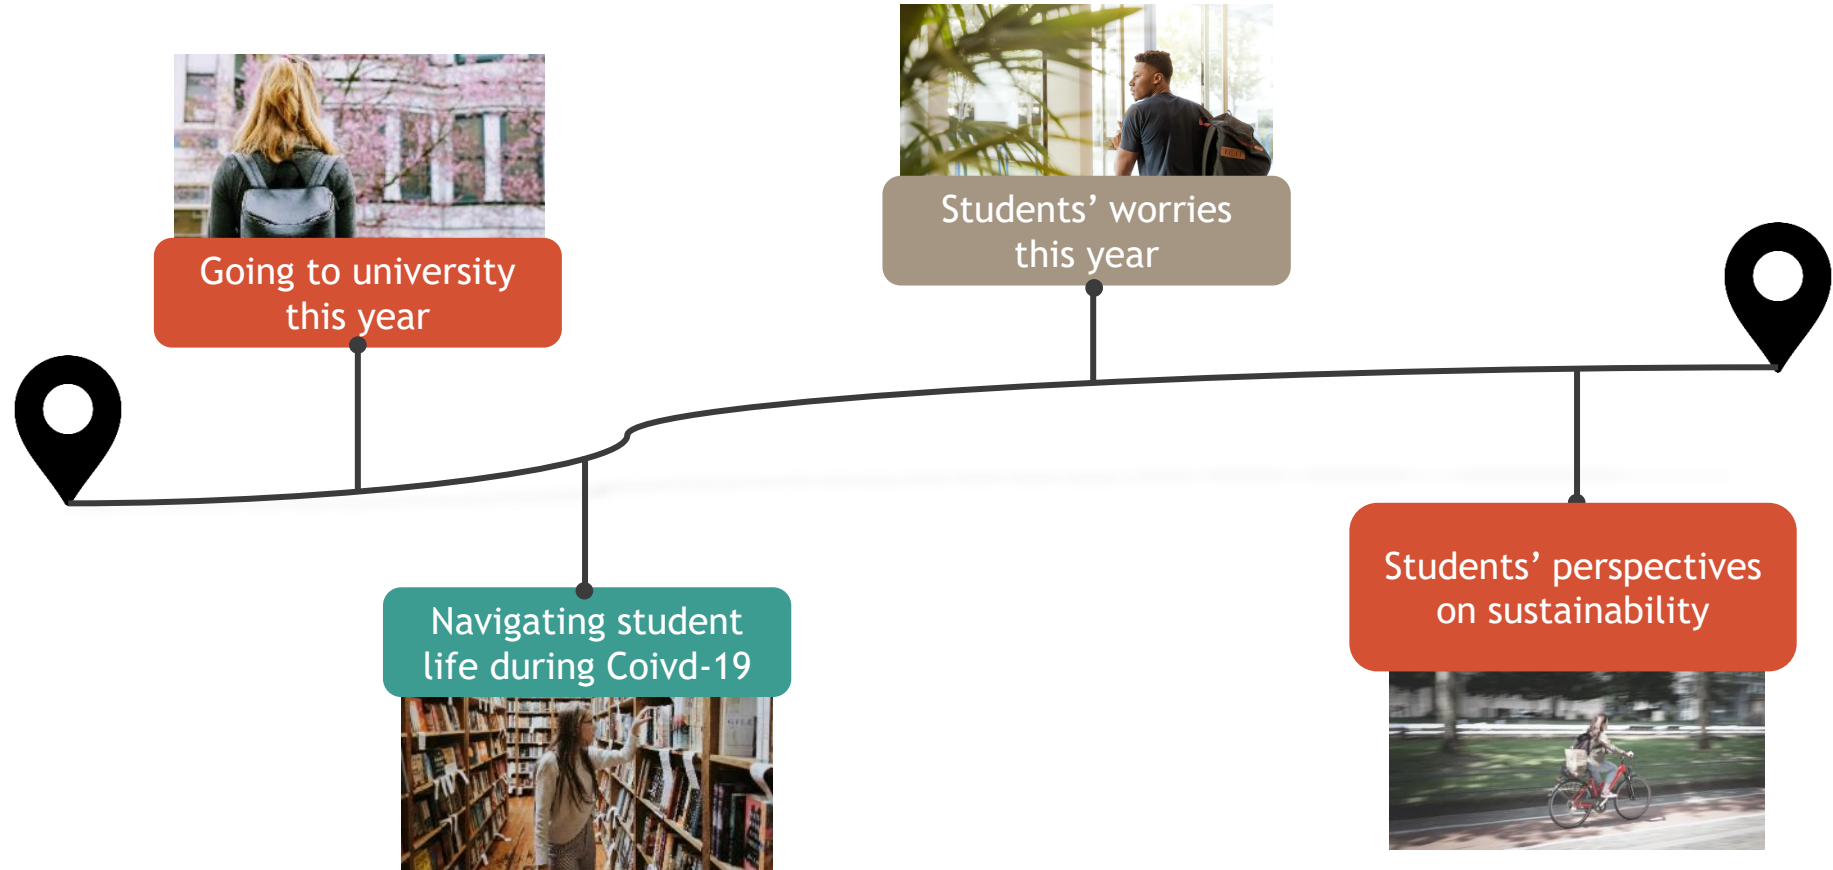 Going to university
this year
Navigating student
life during Coivd-19
Students’ worries
this year
Students’ perspectives
on sustainability